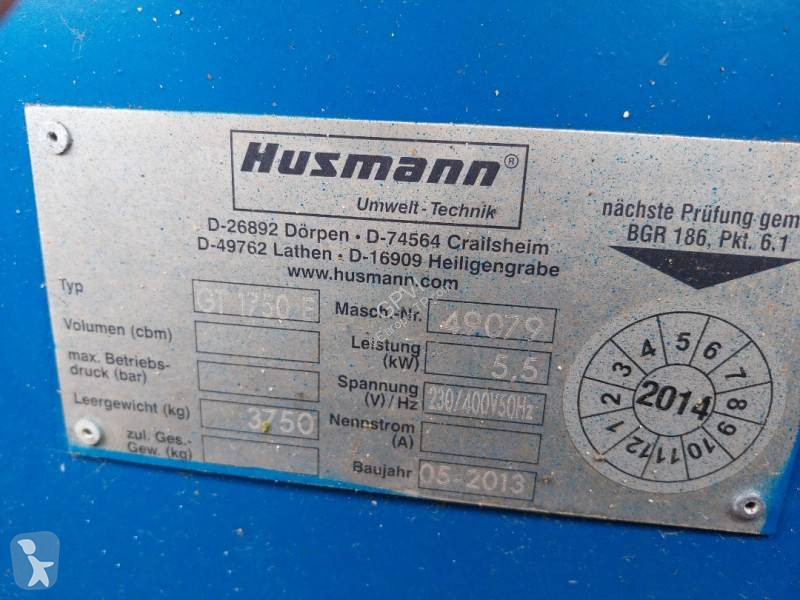 Husmann®
Umwelt-Technik
D-26892 Dörpen • D-74564 Crailsheim
D-49762 Lathen • D-16909 Heiligengrabe
www.husmann.com
nächste Prüfung gem
BGR 186, Pkt. 6.1
Typ GT 1750 E
Volumen (cbm)
max. Betriebs-
druck (bar)
Leergewicht (kg) 3750
zul. Ges.-
Gew. (kg)
Masch.-Nr. 49079
Leistung
(kW) 5,5
Spannung
(V) / Hz 230/400V50Hz
Nennstrom
(A)
Baujahr 05-2013
1 2 3 4 5 6 7 8 9 10 11 12
2014